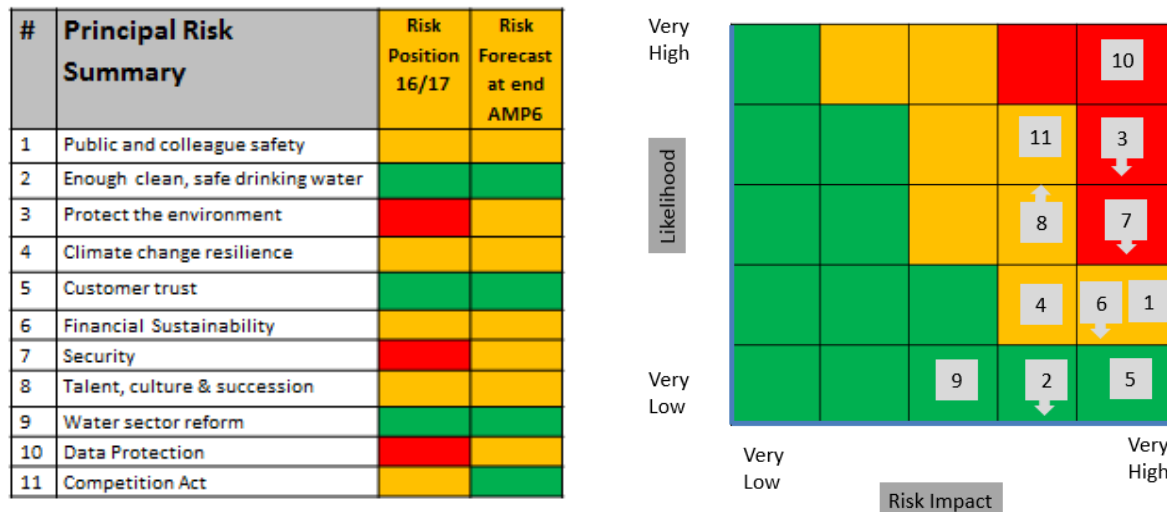 # Principal Risk Summary Risk Position 16/17 Risk Forecast at end AMP6
1 Public and colleague safety
2 Enough clean, safe drinking water
3 Protect the environment
4 Climate change resilience
5 Customer trust
6 Financial Sustainability
7 Security
8 Talent, culture & succession
9 Water sector reform
10 Data Protection
11 Competition Act
Very
High
10
11 3
Likelihood
8 7
4 6 1
Very
Low
9 2 5
Very
Low
Very
High
Risk Impact